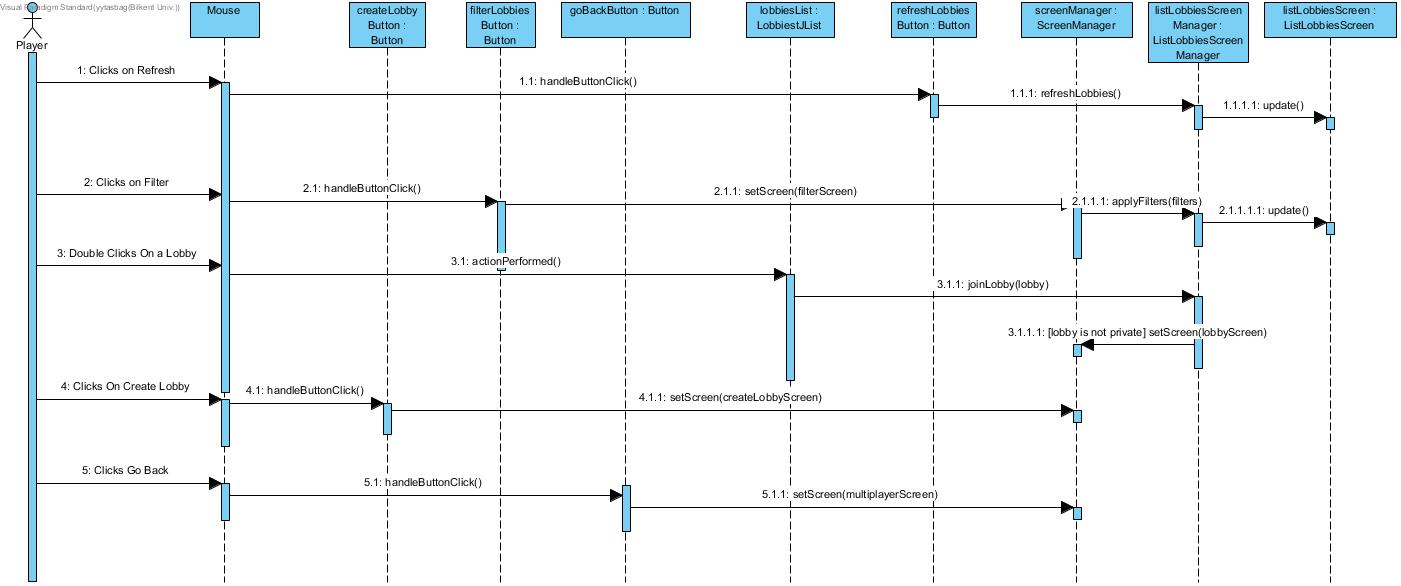 Visual Paradigm Standard(yytasbag(Bilkent Univ.))
Player
Mouse
createLobby
Button :
Button
filterLobbies
Button :
Button
goBackButton : Button
lobbiesList :
LobbiestJList
refreshLobbies
Button : Button
screenManager :
ScreenManager
listLobbiesScreen
Manager :
ListLobbiesScreen
Manager
listLobbiesScreen :
ListLobbiesScreen
1: Clicks on Refresh
1.1: handleButtonClick()
1.1.1: refreshLobbies()
1.1.1.1: update()
2: Clicks on Filter
2.1: handleButtonClick()
2.1.1: setScreen(filterScreen)
2.1.1.1: applyFilters(filters)
2.1.1.1.1: update()
3: Double Clicks On a Lobby
3.1: actionPerformed()
3.1.1: joinLobby(lobby)
3.1.1.1: [lobby is not private] setScreen(lobbyScreen)
4: Clicks On Create Lobby
4.1: handleButtonClick()
4.1.1: setScreen(createLobbyScreen)
5: Clicks Go Back
5.1: handleButtonClick()
5.1.1: setScreen(multiplayerScreen)